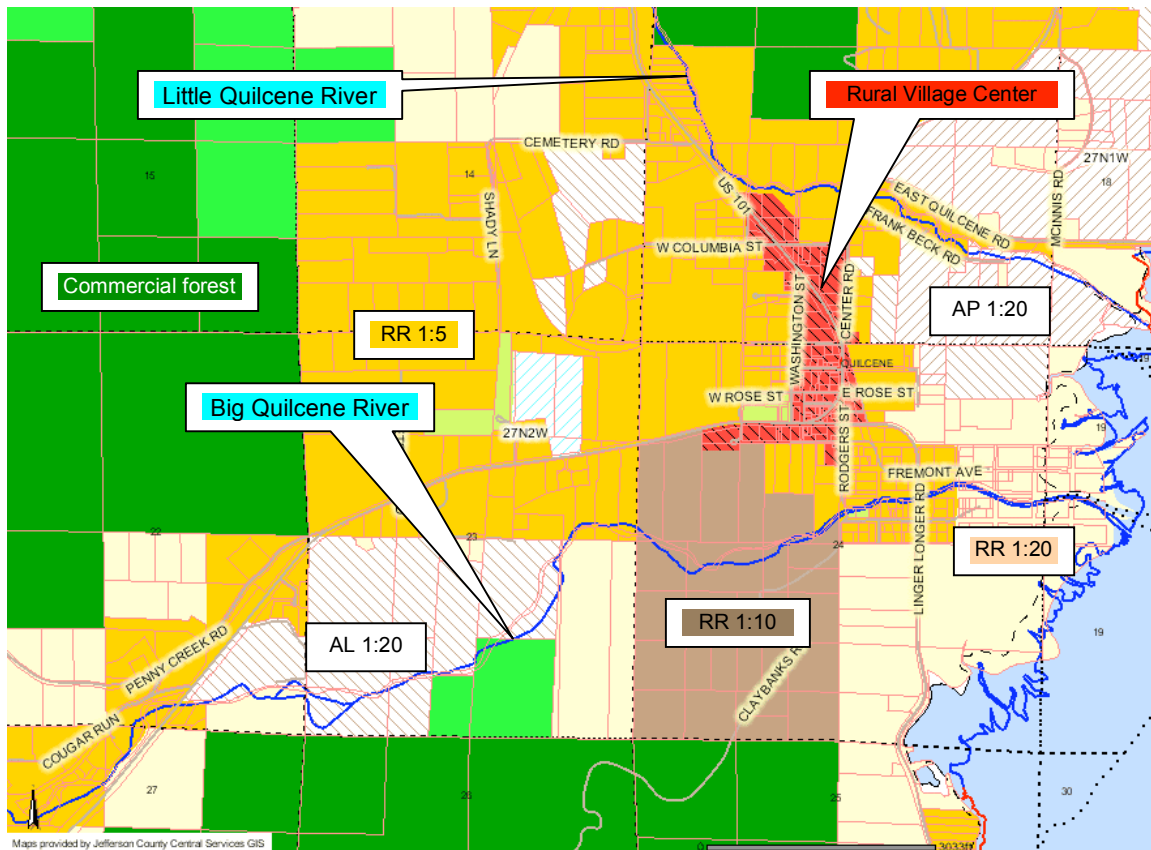 Little Quilcene River
Rural Village Center
CEMETERY RD
27N1W
15
14
18
SHADY LN
US 101
EAST QUILCENE RD
FRANK BECK RD
MCINNIS RD
W COLUMBIA ST
Commercial forest
RR 1:5
WASHINGTON ST
CENTER RD
AP 1:20
QUILCENE
Big Quilcene River
W ROSE ST
E ROSE ST
27N2W
19
RODGERS ST
FREMONT AVE
22
23
24
LINGER LONGER RD
RR 1:20
RR 1:10
AL 1:20
19
PENNY CREEK RD
CLAYBANKS R
COUGAR RUN
27
26
25
30
Maps provided by Jefferson County Central Services GIS
0
3033ft